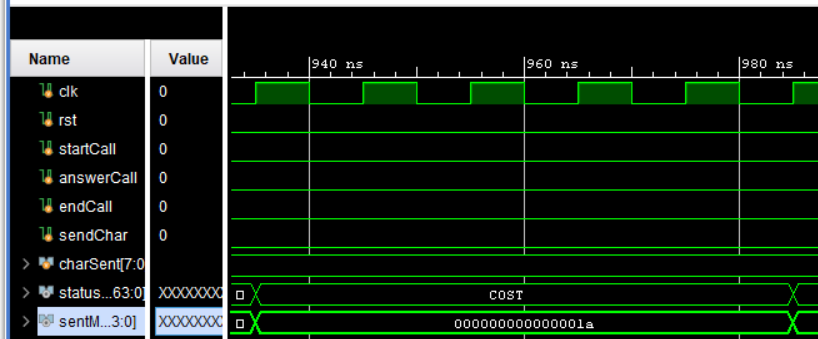 Name Value
940 ns 960 ns 980 ns
clk 0
rst 0
startCall 0
answerCall 0
endCall 0
sendChar 0
charSent[7:0
status...63:0] XXXXXXXX COST
sentM...3:0] XXXXXXXX 000000000000001a